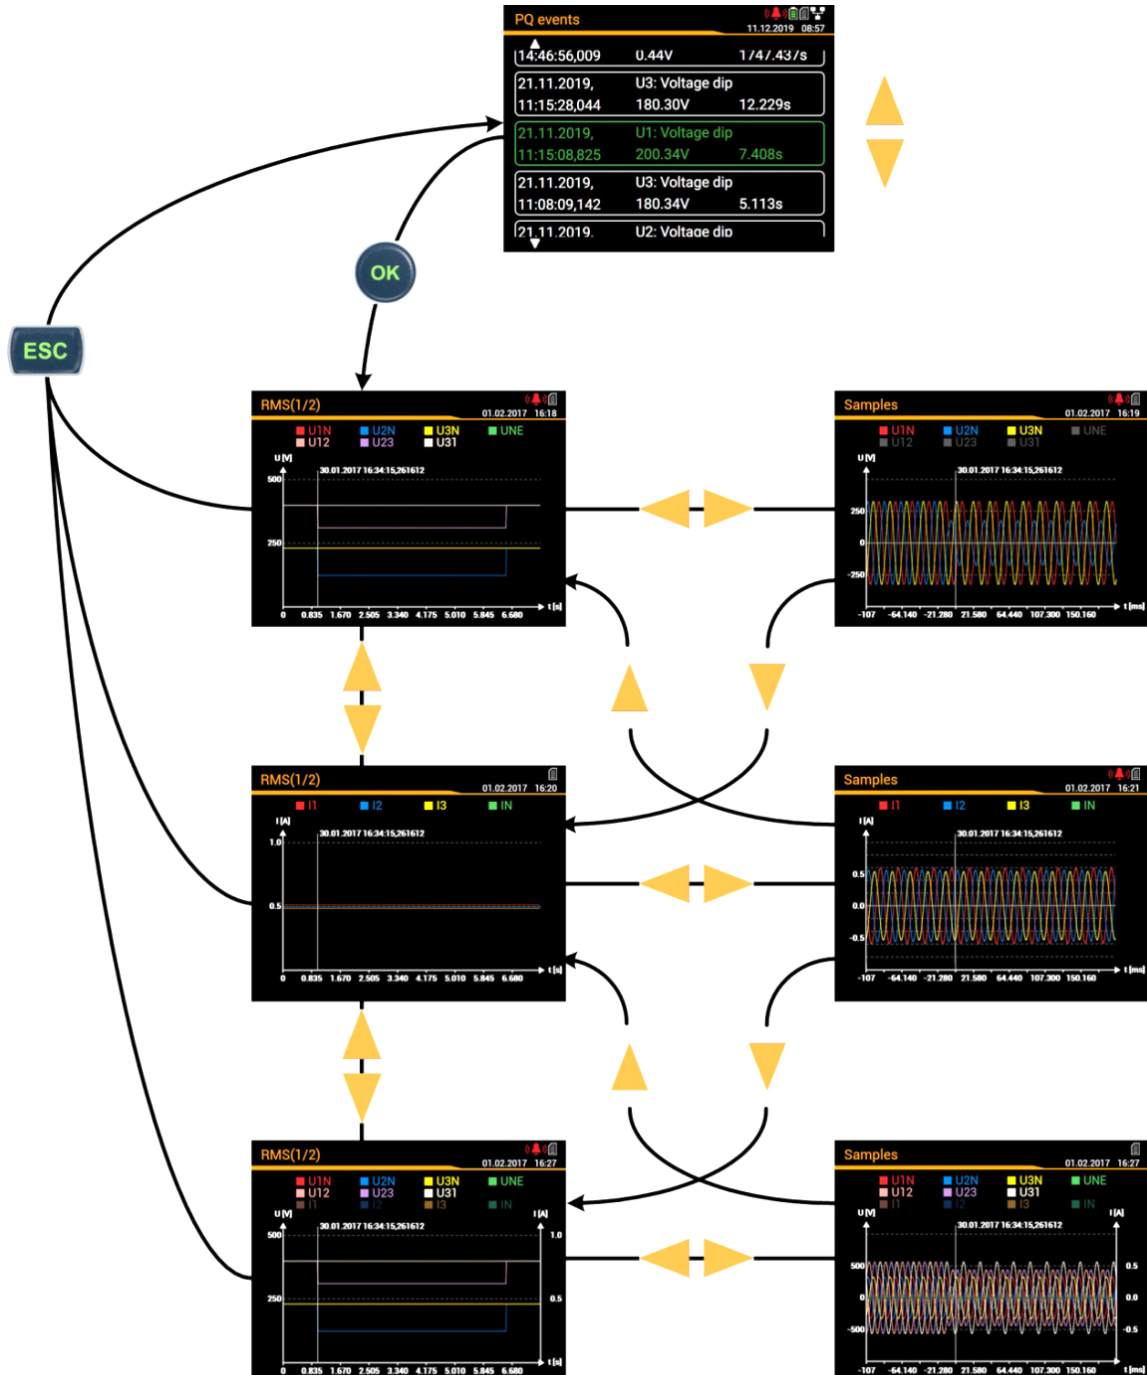 PQ events
11.12.2019 08:57
14:46:56,009 0.44V 1747.437s
21.11.2019, U3: Voltage dip
11:15:28,044 180.30V 12.229s
21.11.2019, U1: Voltage dip
11:15:08,825 200.34V 7.408s
21.11.2019, U3: Voltage dip
11:08:09,142 180.34V 5.113s
21.11.2019. U2: Voltage dip
OK
ESC
RMS(1/2)
01.02.2017 16:18
U1N U2N U3N UNE
U12 U23 U31
U [V]
30.01.2017 16:34:15,261612
500
250
t [s]
0 0.835 1.670 2.505 3.340 4.175 5.010 5.845 6.680
Samples
01.02.2017 16:19
U1N U2N U3N UNE
U12 U23 U31
U [V]
30.01.2017 16:34:15,261612
250
0
-250
t [ms]
-107 -64.140 -21.280 21.580 64.440 107.300 150.160
RMS(1/2)
01.02.2017 16:20
I1 I2 I3 IN
I [A]
30.01.2017 16:34:15,261612
1.0
0.5
t [s]
0 0.835 1.670 2.505 3.340 4.175 5.010 5.845 6.680
Samples
01.02.2017 16:21
I1 I2 I3 IN
I [A]
30.01.2017 16:34:15,261612
0.5
0.0
-0.5
t [ms]
-107 -64.140 -21.280 21.580 64.440 107.300 150.160
RMS(1/2)
01.02.2017 16:27
U1N U2N U3N UNE
U12 U23 U31
I1 I2 I3 IN
U [V] I [A]
30.01.2017 16:34:15,261612
500 1.0
250 0.5
t [s]
0 0.835 1.670 2.505 3.340 4.175 5.010 5.845 6.680
Samples
01.02.2017 16:27
U1N U2N U3N UNE
U12 U23 U31
I1 I2 I3 IN
U [V] I [A]
30.01.2017 16:34:15,261612
500 0.5
0 0.0
-500 -0.5
t [ms]
-107 -64.140 -21.280 21.580 64.440 107.300 150.160